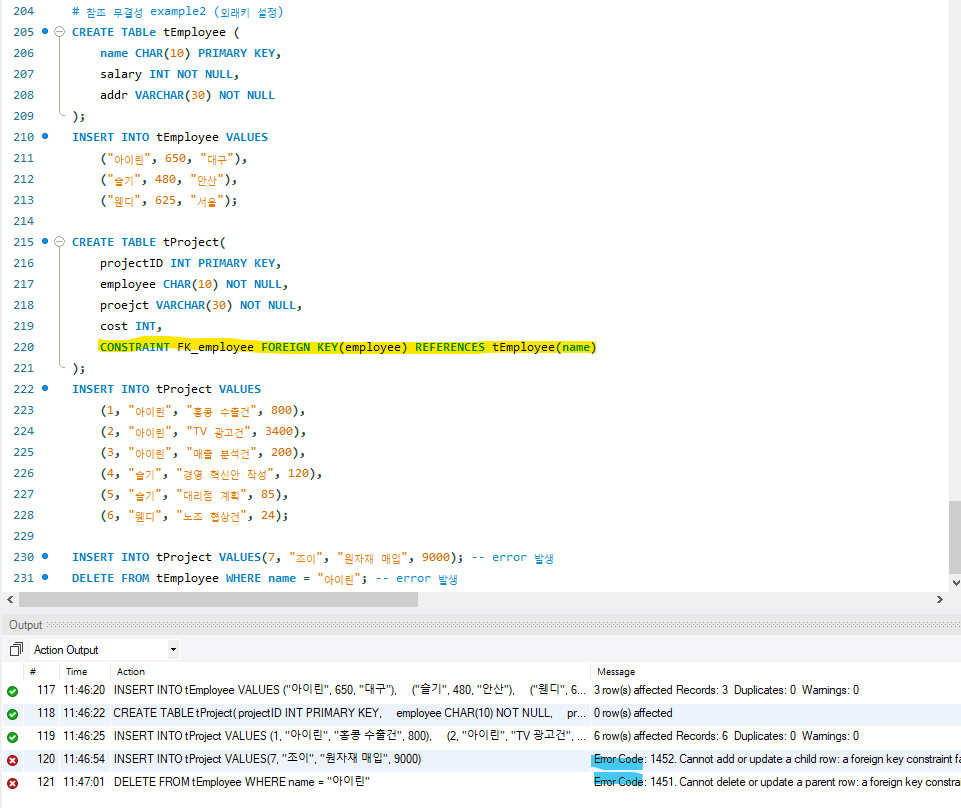 204 # 참조 무결성 example2 (외래키 설정)
205 CREATE TABLe tEmployee (
206 name CHAR(10) PRIMARY KEY,
207 salary INT NOT NULL,
208 addr VARCHAR(30) NOT NULL
209 );
210 INSERT INTO tEmployee VALUES
211 ("아이린", 650, "대구"),
212 ("슬기", 480, "안산"),
213 ("웬디", 625, "서울");
214
215 CREATE TABLE tProject(
216 projectID INT PRIMARY KEY,
217 employee CHAR(10) NOT NULL,
218 proejct VARCHAR(30) NOT NULL,
219 cost INT,
220 CONSTRAINT FK_employee FOREIGN KEY(employee) REFERENCES tEmployee(name)
221 );
222 INSERT INTO tProject VALUES
223 (1, "아이린", "홍콩 수출건", 800),
224 (2, "아이린", "TV 광고건", 3400),
225 (3, "아이린", "매출 분석건", 200),
226 (4, "슬기", "경영 혁신안 작성", 120),
227 (5, "슬기", "대리점 계획", 85),
228 (6, "웬디", "노조 협상건", 24);
229
230 INSERT INTO tProject VALUES(7, "조이", "원자재 매입", 9000); -- error 발생
231 DELETE FROM tEmployee WHERE name = "아이린"; -- error 발생
Output
Action Output
# Time Action Message
117 11:46:20 INSERT INTO tEmployee VALUES ("아이린", 650, "대구"), ("슬기", 480, "안산"), ("웬디", 6... 3 row(s) affected Records: 3 Duplicates: 0 Warnings: 0
118 11:46:22 CREATE TABLE tProject( projectID INT PRIMARY KEY, employee CHAR(10) NOT NULL, pr... 0 row(s) affected
119 11:46:25 INSERT INTO tProject VALUES (1, "아이린", "홍콩 수출건", 800), (2, "아이린", "TV 광고건", ... 6 row(s) affected Records: 6 Duplicates: 0 Warnings: 0
120 11:46:54 INSERT INTO tProject VALUES(7, "조이", "원자재 매입", 9000) Error Code: 1452. Cannot add or update a child row: a foreign key constraint fa
121 11:47:01 DELETE FROM tEmployee WHERE name = "아이린" Error Code: 1451. Cannot delete or update a parent row: a foreign key constrai